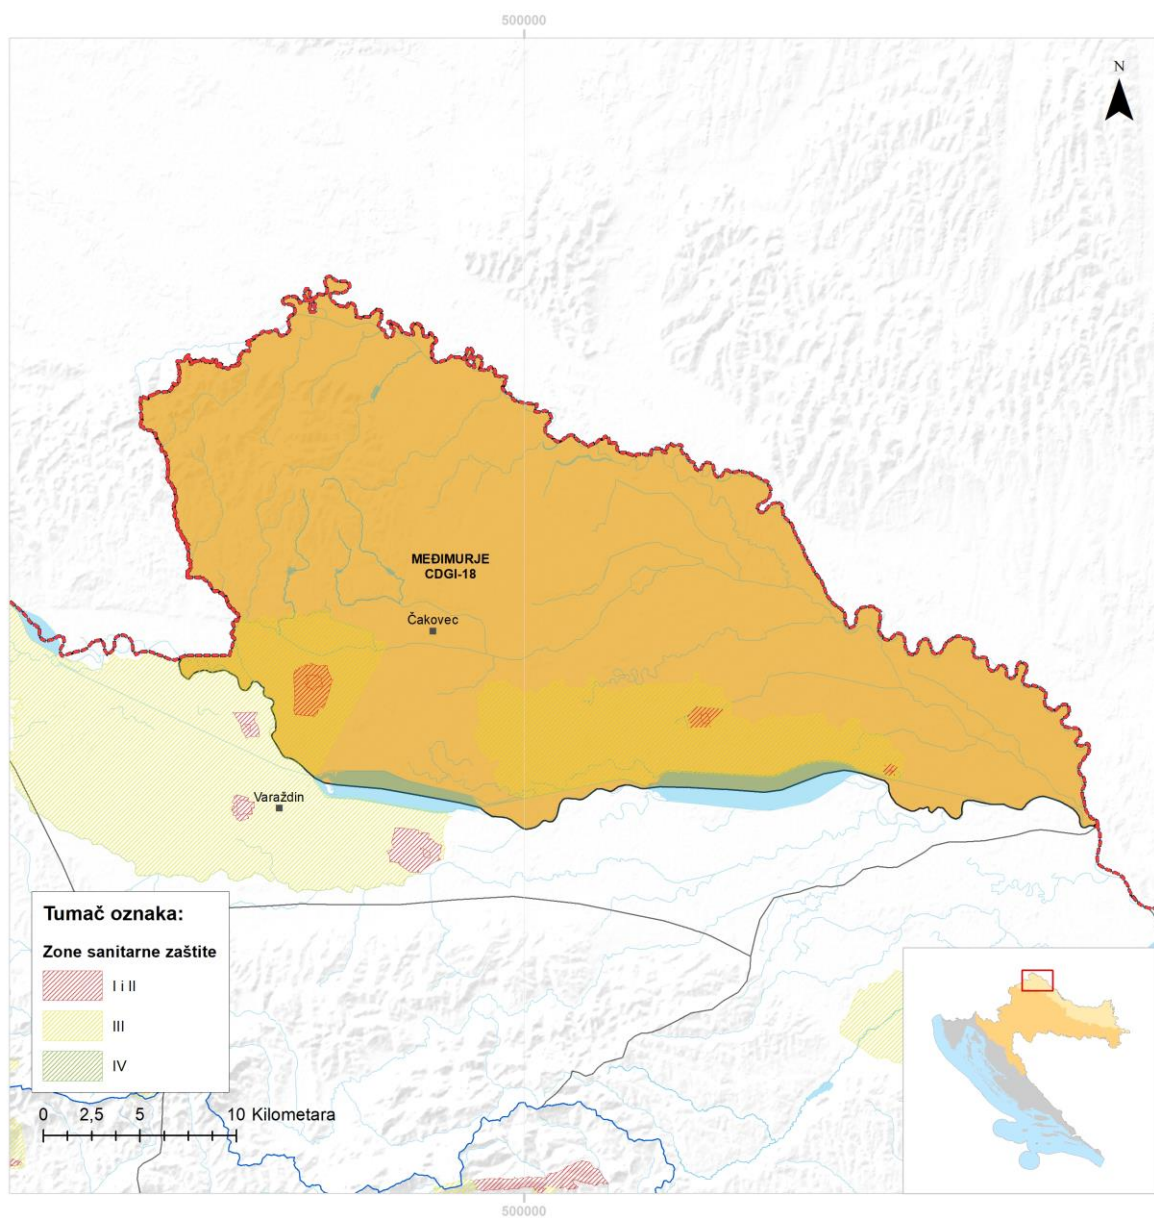 500000
N
MEĐIMURJE
CDGI-18
Čakovec
Varaždin
Tumač oznaka:
Zone sanitarne zaštite
I i II
III
IV
0 2,5 5 10 Kilometara
500000